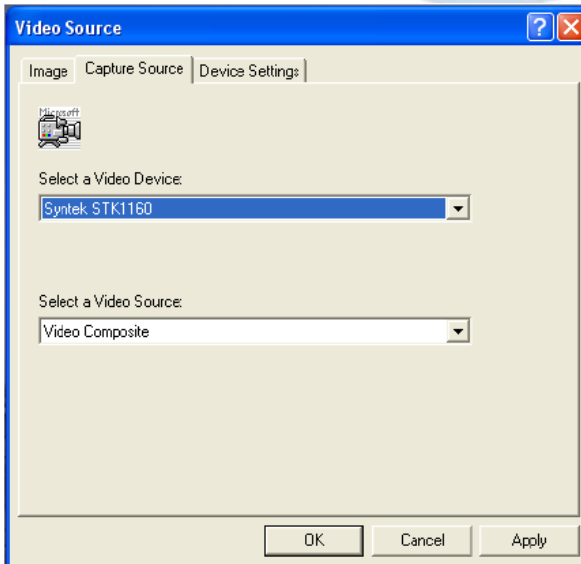 Video Source
Image Capture Source Device Settings
Microsoft
Select a Video Device:
Syntek STK1160
Select a Video Source:
Video Composite
OK Cancel Apply